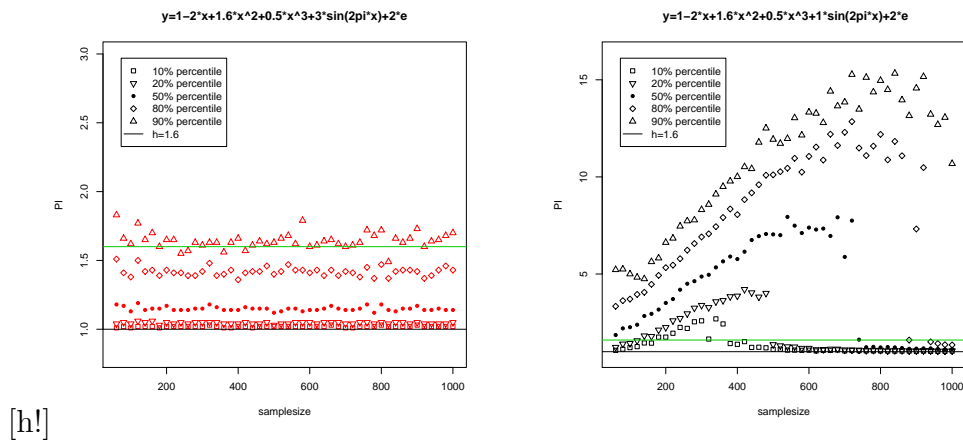 y=1−2*x+1.6*x^2+0.5*x^3+3*sin(2pi*x)+2*e
3.0
2.5
2.0
1.5
1.0
PI
10% percentile
20% percentile
50% percentile
80% percentile
90% percentile
h=1.6
200
400
600
800
1000
samplesize
y=1−2*x+1.6*x^2+0.5*x^3+1*sin(2pi*x)+2*e
15
10
5
PI
10% percentile
20% percentile
50% percentile
80% percentile
90% percentile
h=1.6
200
400
600
800
1000
samplesize
[h!]